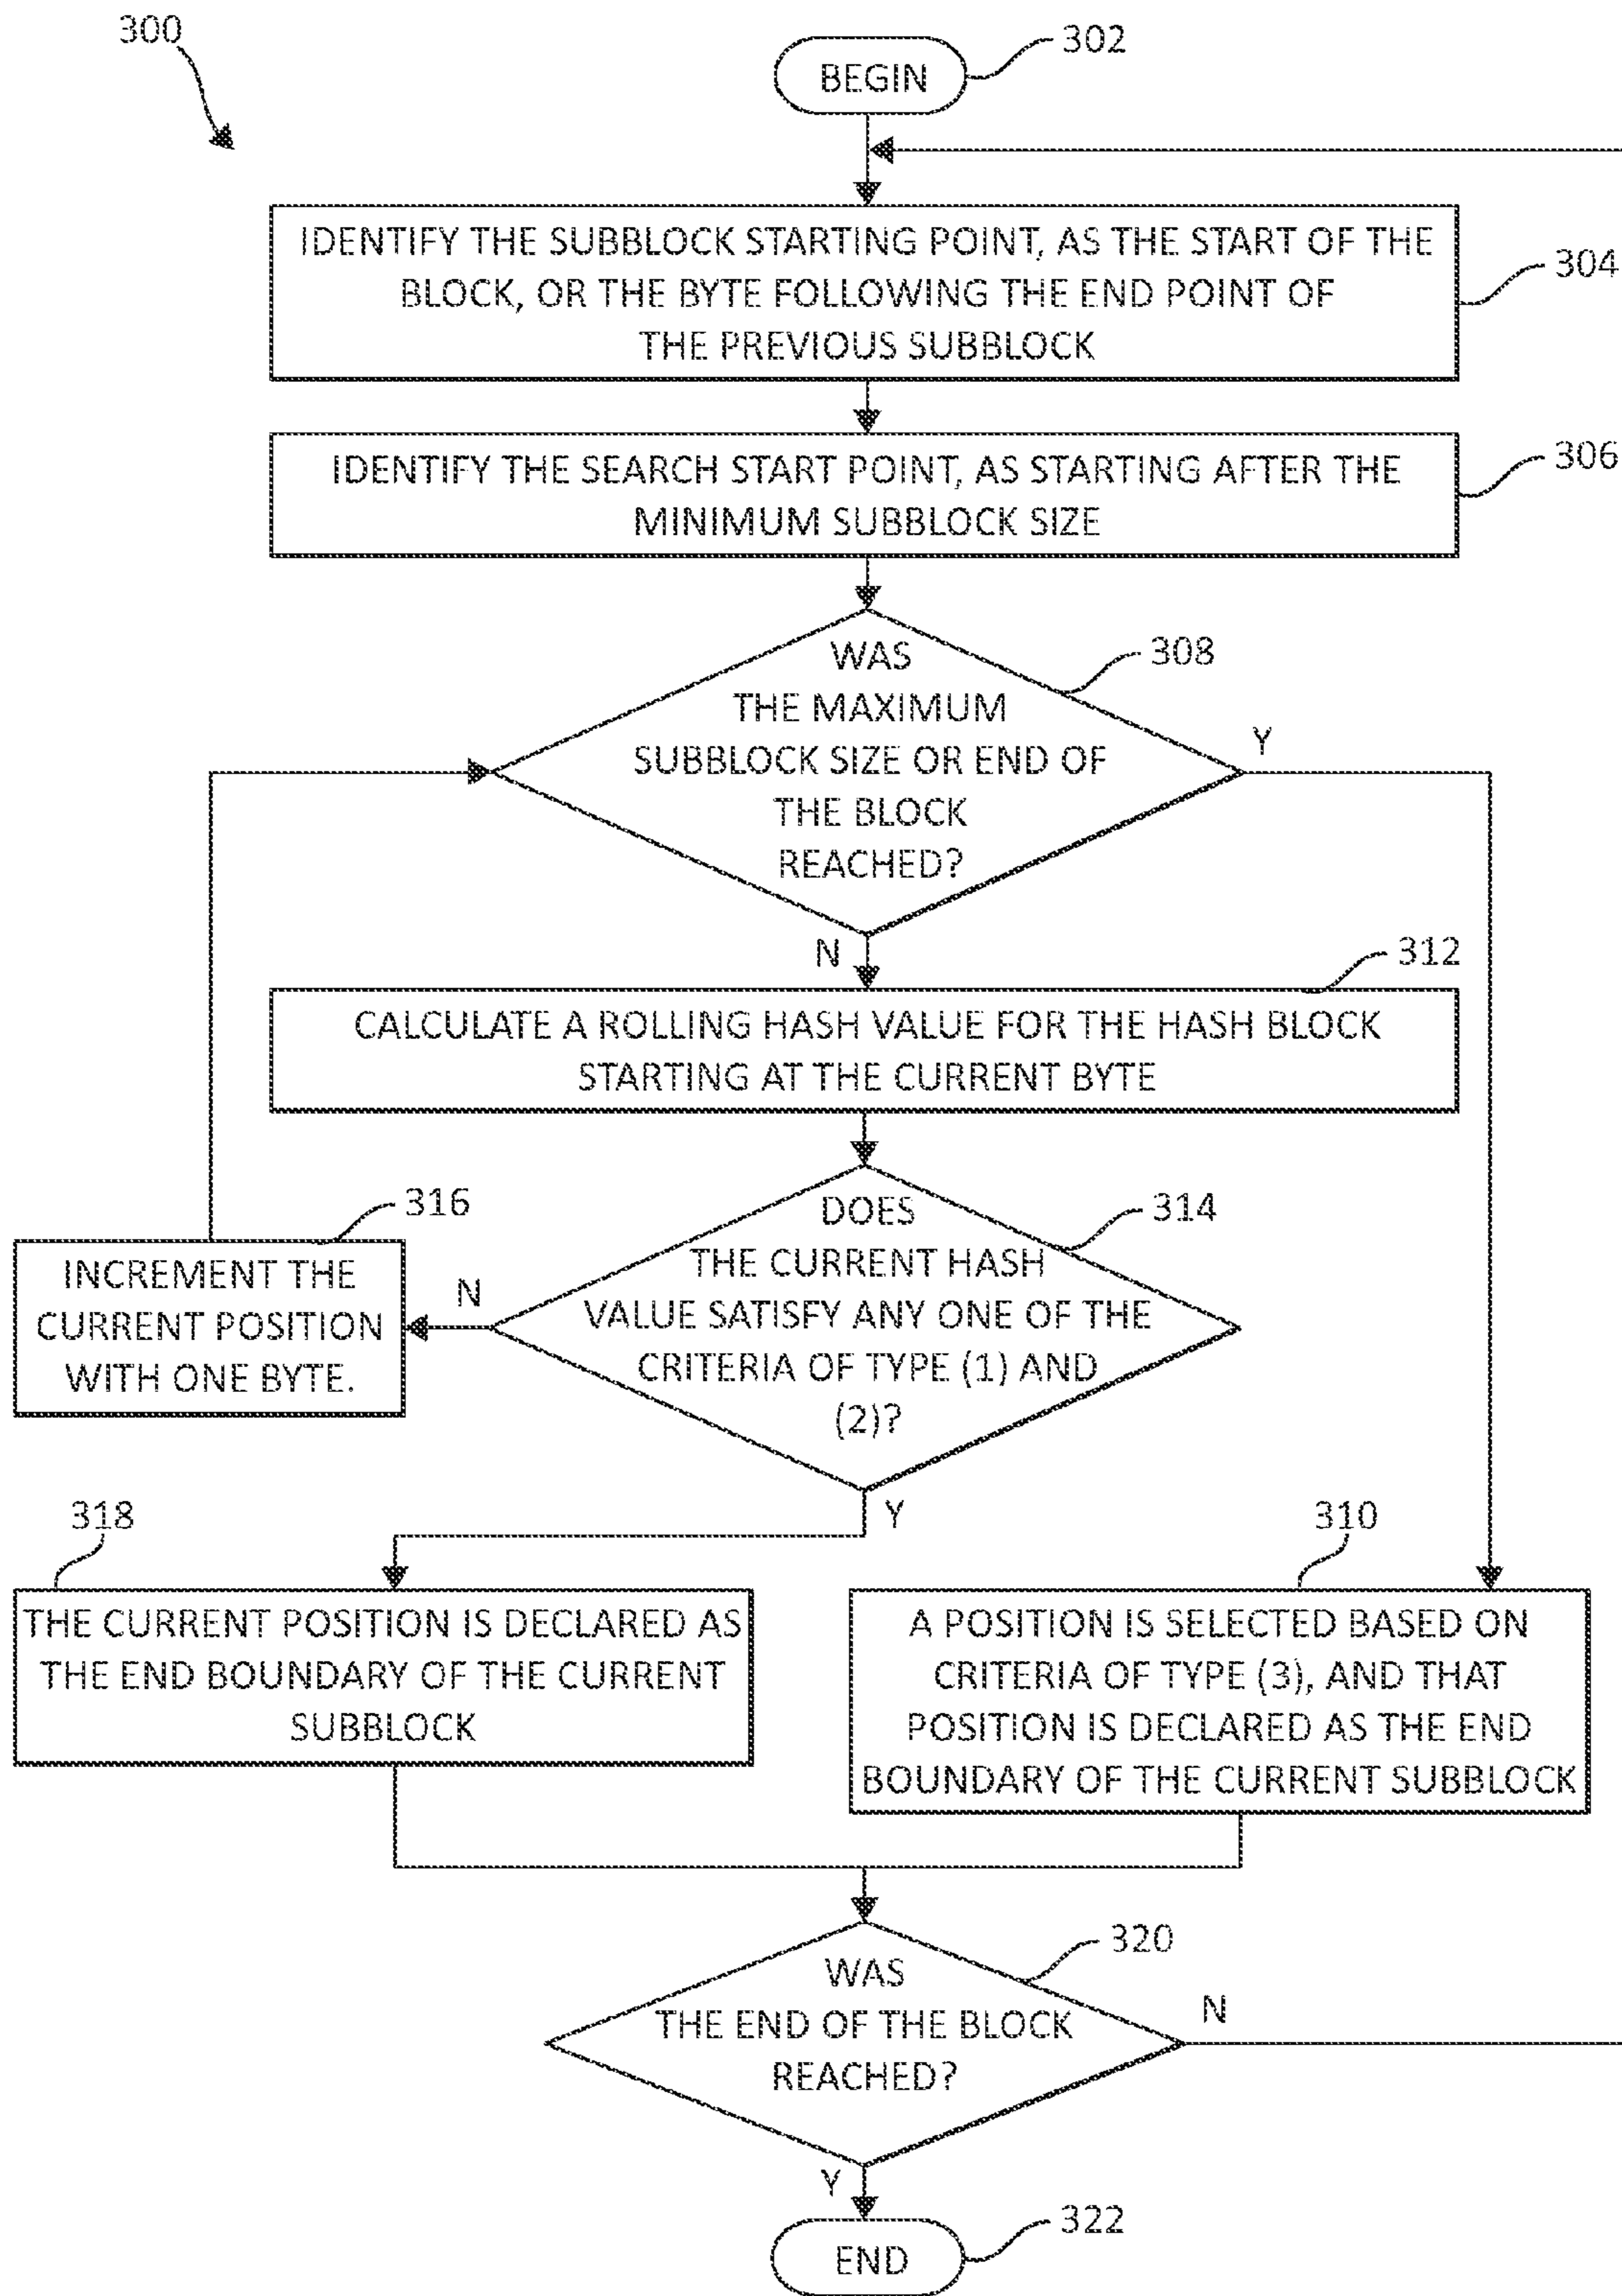 300
302
BEGIN
IDENTIFY THE SUBBLOCK STARTING POINT, AS THE START OF THE
BLOCK, OR THE BYTE FOLLOWING THE END POINT OF
THE PREVIOUS SUBBLOCK
304
IDENTIFY THE SEARCH START POINT, AS STARTING AFTER THE
MINIMUM SUBBLOCK SIZE
306
WAS
THE MAXIMUM
SUBBLOCK SIZE OR END OF
THE BLOCK
REACHED?
308
Y
N
312
CALCULATE A ROLLING HASH VALUE FOR THE HASH BLOCK
STARTING AT THE CURRENT BYTE
DOES
THE CURRENT HASH
VALUE SATISFY ANY ONE OF THE
CRITERIA OF TYPE (1) AND
(2)?
314
316
N
INCREMENT THE
CURRENT POSITION
WITH ONE BYTE.
Y
318
THE CURRENT POSITION IS DECLARED AS
THE END BOUNDARY OF THE CURRENT
SUBBLOCK
310
A POSITION IS SELECTED BASED ON
CRITERIA OF TYPE (3), AND THAT
POSITION IS DECLARED AS THE END
BOUNDARY OF THE CURRENT SUBBLOCK
WAS
THE END OF THE BLOCK
REACHED?
320
N
Y
END
322